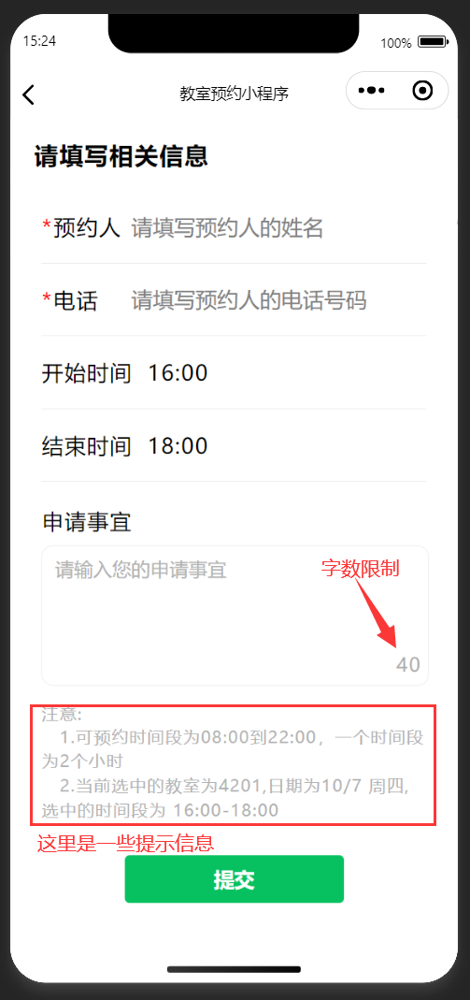 15:24
100%
教室预约小程序
请填写相关信息
*预约人 请填写预约人的姓名
*电话 请填写预约人的电话号码
开始时间 16:00
结束时间 18:00
申请事宜
请输入您的申请事宜
字数限制
40
注意:
1.可预约时间段为08:00到22:00，一个时间段
为2个小时
2.当前选中的教室为4201,日期为10/7 周四,
选中的时间段为 16:00-18:00
这里是一些提示信息
提交